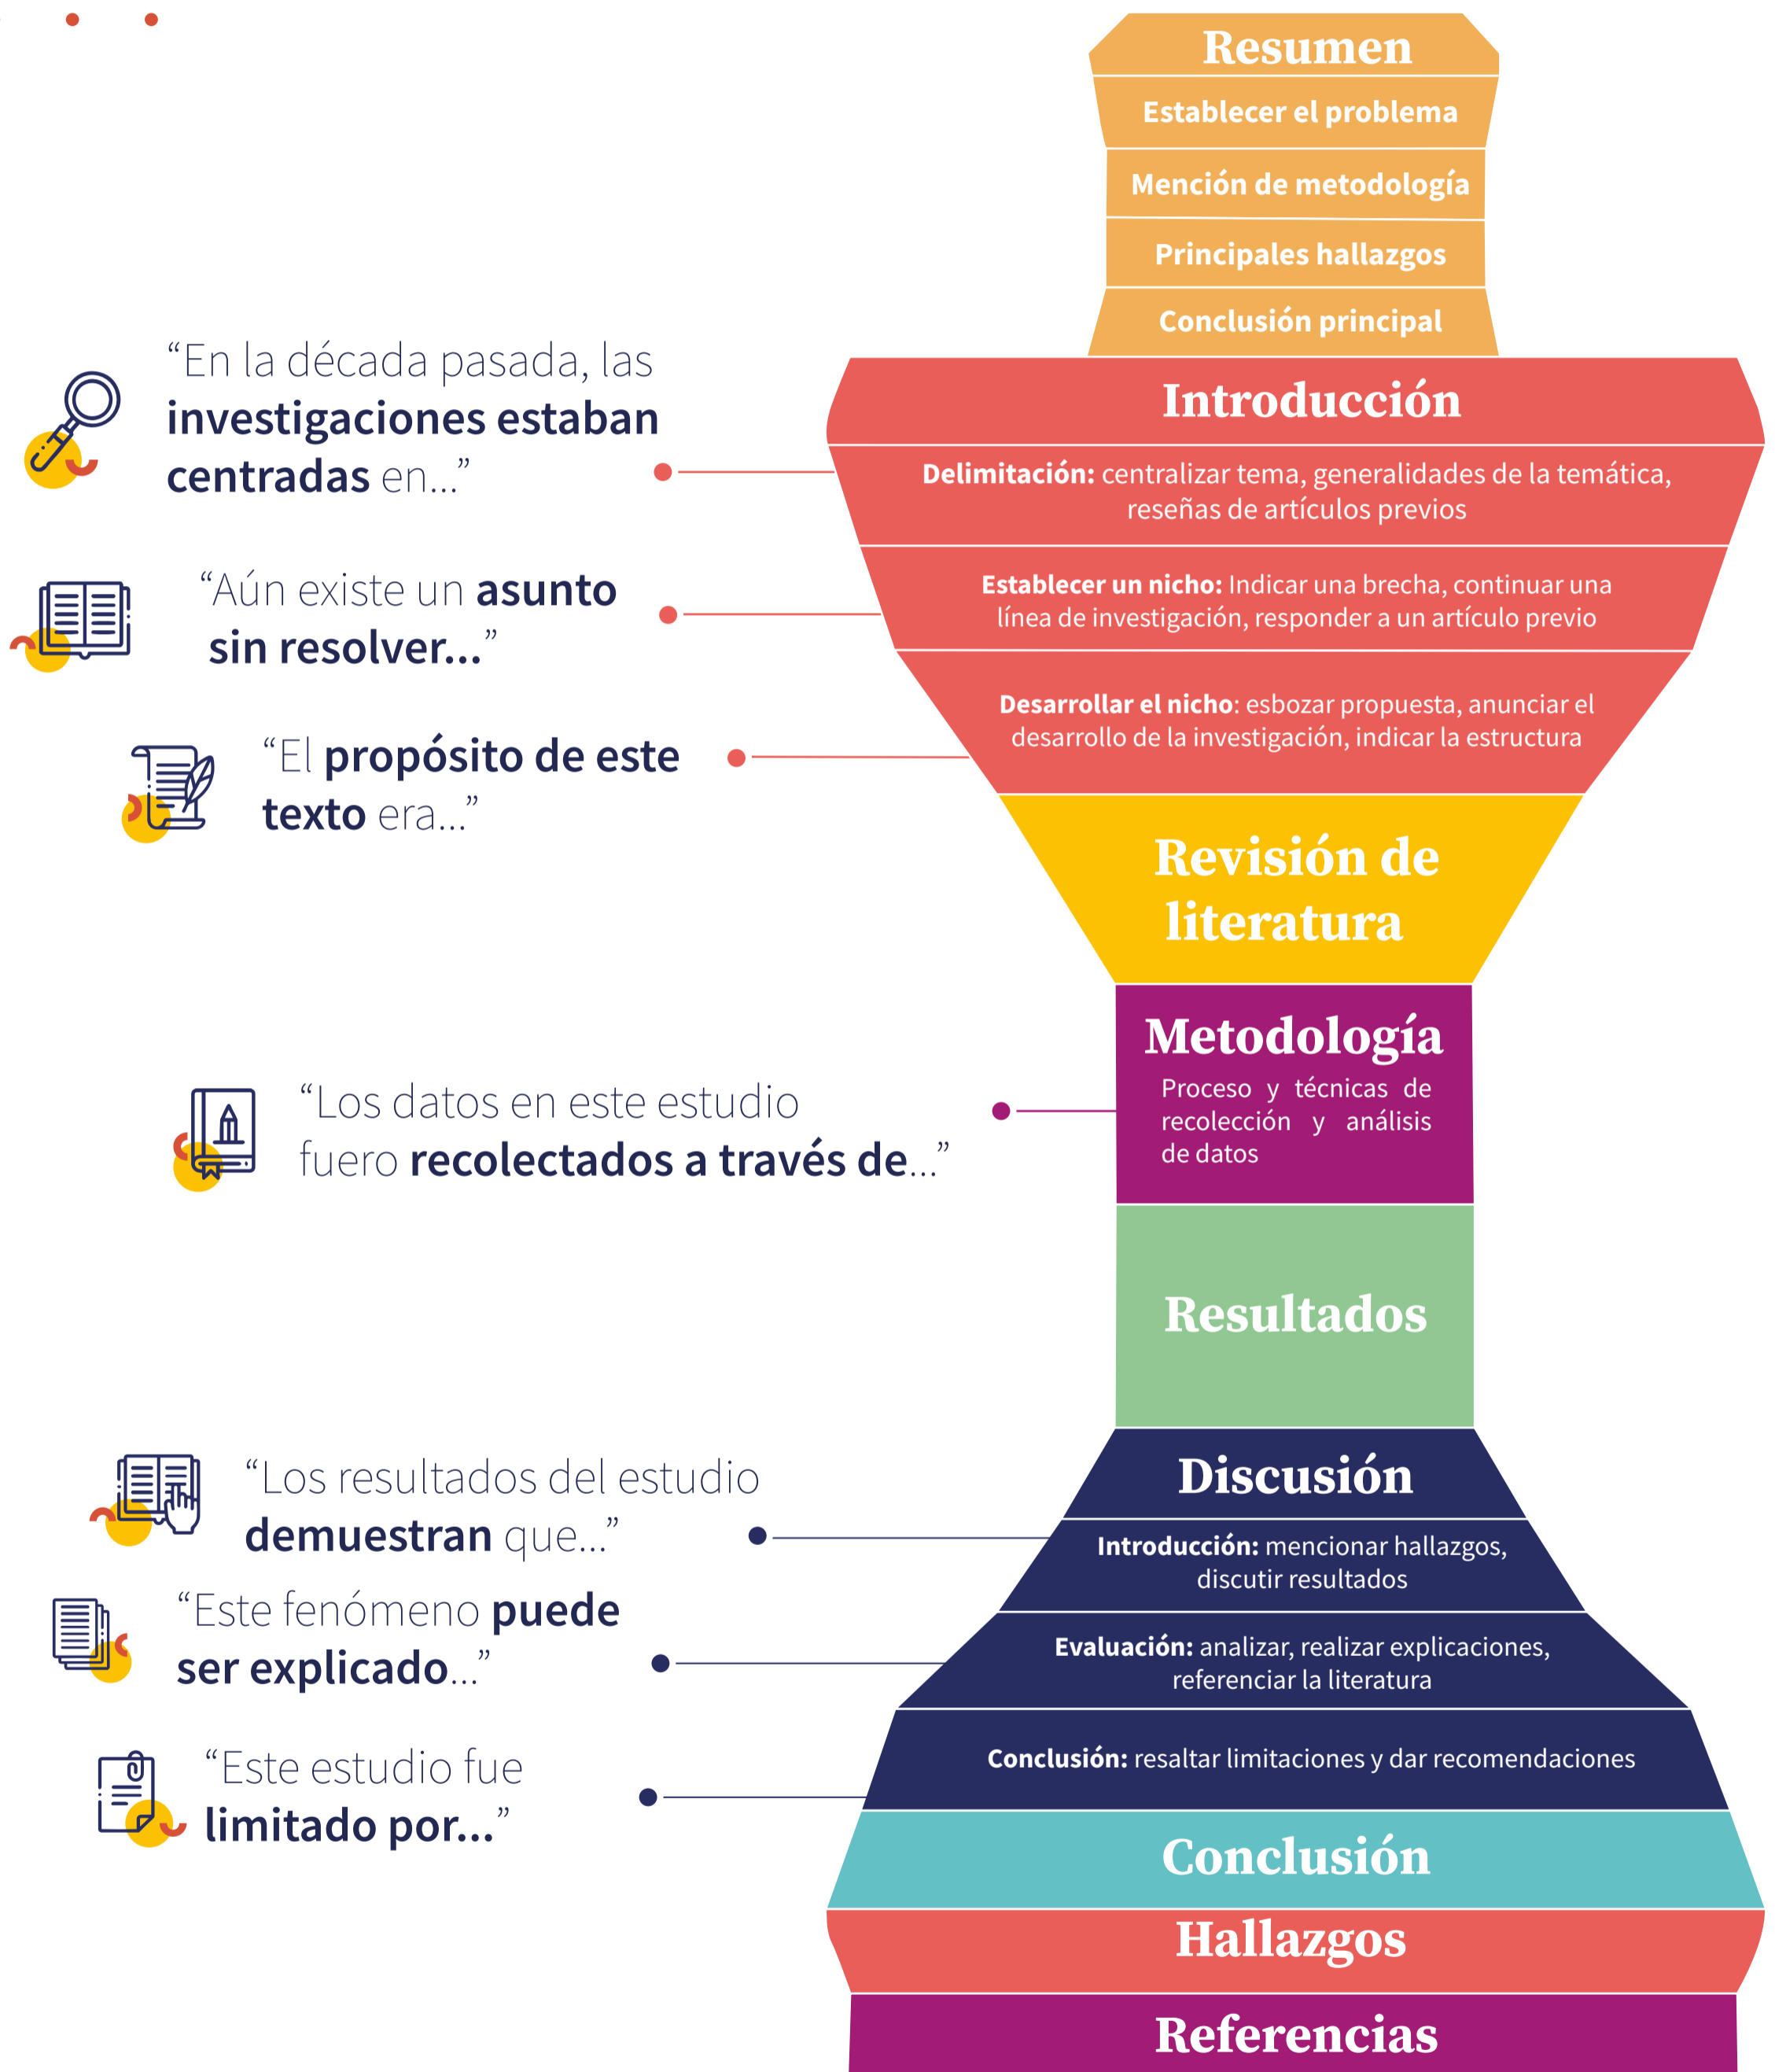 Resumen
Establecer el problema
Mención de metodología
Principales hallazgos
Conclusión principal
“En la década pasada, las
investigaciones estaban
centradas en...”
Introducción
Delimitación: centralizar tema, generalidades de la temática,
reseñas de artículos previos
“Aún existe un asunto
sin resolver...”
Establecer un nicho: Indicar una brecha, continuar una
línea de investigación, responder a un artículo previo
“El propósito de este
texto era...”
Desarrollar el nicho: esbozar propuesta, anunciar el
desarrollo de la investigación, indicar la estructura
Revisión de
literatura
Metodología
Proceso y técnicas de
recolección y análisis
de datos
“Los datos en este estudio
fuero recolectados a través de...”
Resultados
Discusión
“Los resultados del estudio
demuestran que...”
Introducción: mencionar hallazgos,
discutir resultados
“Este fenómeno puede
ser explicado...”
Evaluación: analizar, realizar explicaciones,
referenciar la literatura
“Este estudio fue
limitado por...”
Conclusión: resaltar limitaciones y dar recomendaciones
Conclusión
Hallazgos
Referencias